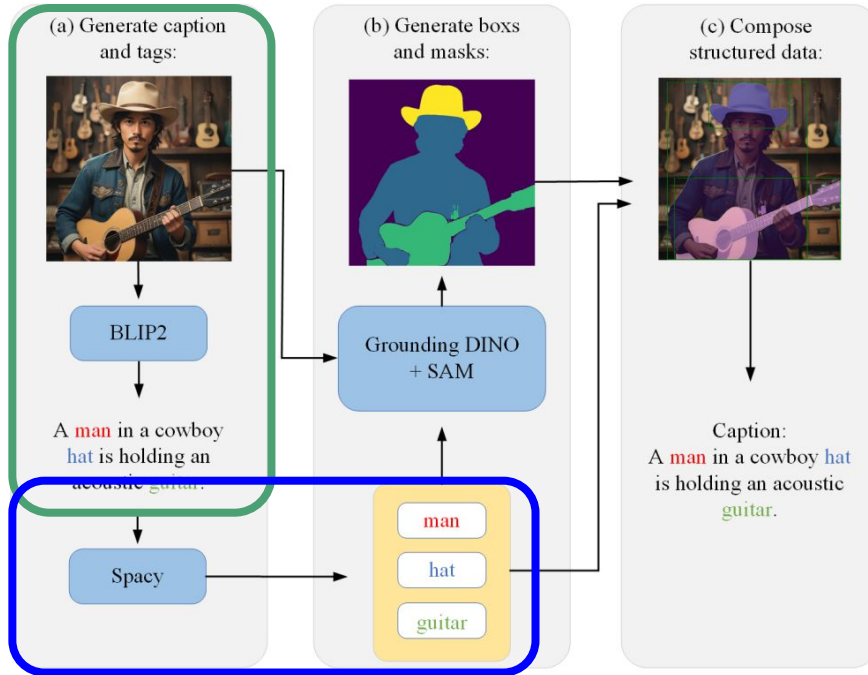 (a) Generate caption
and tags:
BLIP2
A man in a cowboy
hat is holding an
acoustic guitar.
Spacy
(b) Generate boxs
and masks:
Grounding DINO
+ SAM
man
hat
guitar
(c) Compose
structured data:
Caption:
A man in a cowboy hat
is holding an acoustic
guitar.